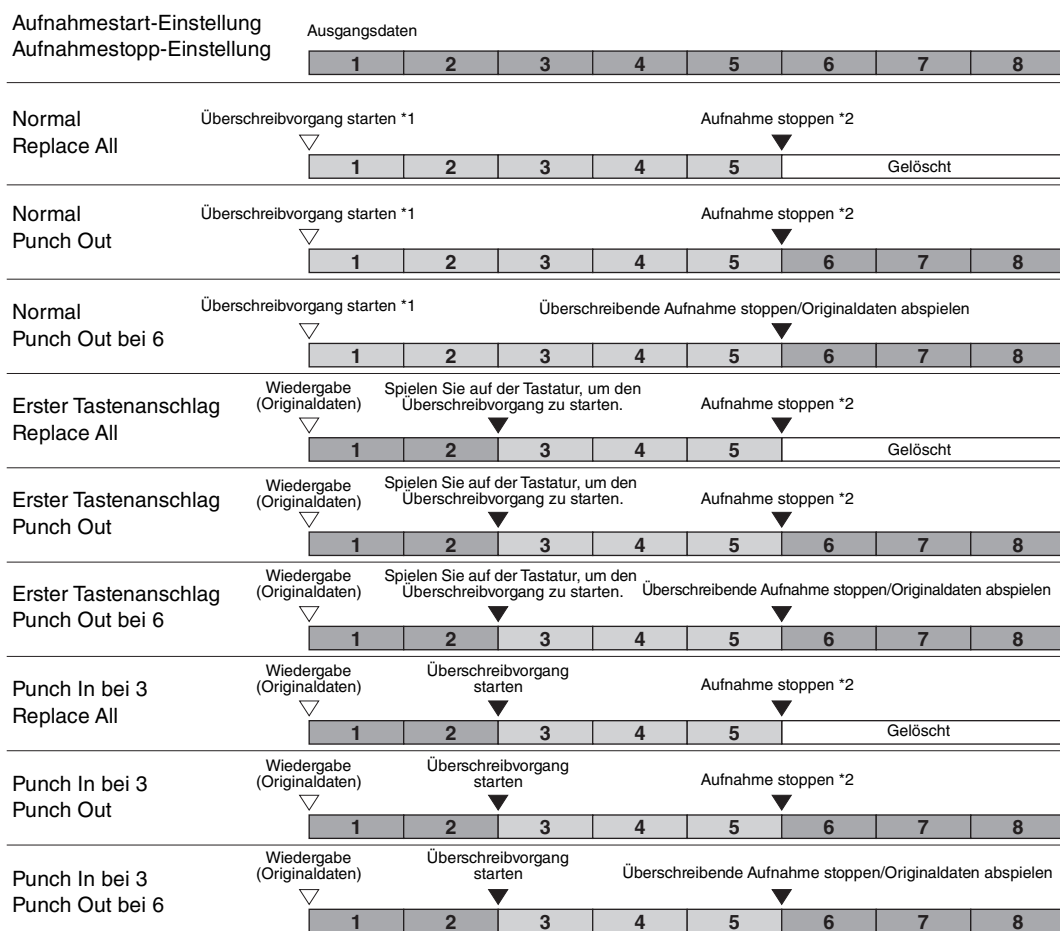 Aufnahmestart-Einstellung
Aufnahmestopp-Einstellung
Ausgangsdaten
1 2 3 4 5 6 7 8
Normal
Replace All
Überschreibvorgang starten *1
Aufnahme stoppen *2
1 2 3 4 5 Gelöscht
Normal
Punch Out
Überschreibvorgang starten *1
Aufnahme stoppen *2
1 2 3 4 5 6 7 8
Normal
Punch Out bei 6
Überschreibvorgang starten *1
Überschreibende Aufnahme stoppen/Originaldaten abspielen
1 2 3 4 5 6 7 8
Erster Tastenanschlag
Replace All
Wiedergabe
(Originaldaten)
Spielen Sie auf der Tastatur, um den
Überschreibvorgang zu starten.
Aufnahme stoppen *2
1 2 3 4 5 Gelöscht
Erster Tastenanschlag
Punch Out
Wiedergabe
(Originaldaten)
Spielen Sie auf der Tastatur, um den
Überschreibvorgang zu starten.
Aufnahme stoppen *2
1 2 3 4 5 6 7 8
Erster Tastenanschlag
Punch Out bei 6
Wiedergabe
(Originaldaten)
Spielen Sie auf der Tastatur, um den
Überschreibvorgang zu starten.
Überschreibende Aufnahme stoppen/Originaldaten abspielen
1 2 3 4 5 6 7 8
Punch In bei 3
Replace All
Wiedergabe
(Originaldaten)
Überschreibvorgang
starten
Aufnahme stoppen *2
1 2 3 4 5 Gelöscht
Punch In bei 3
Punch Out
Wiedergabe
(Originaldaten)
Überschreibvorgang
starten
Aufnahme stoppen *2
1 2 3 4 5 6 7 8
Punch In bei 3
Punch Out bei 6
Wiedergabe
(Originaldaten)
Überschreibvorgang
starten
Überschreibende Aufnahme stoppen/Originaldaten abspielen
1 2 3 4 5 6 7 8